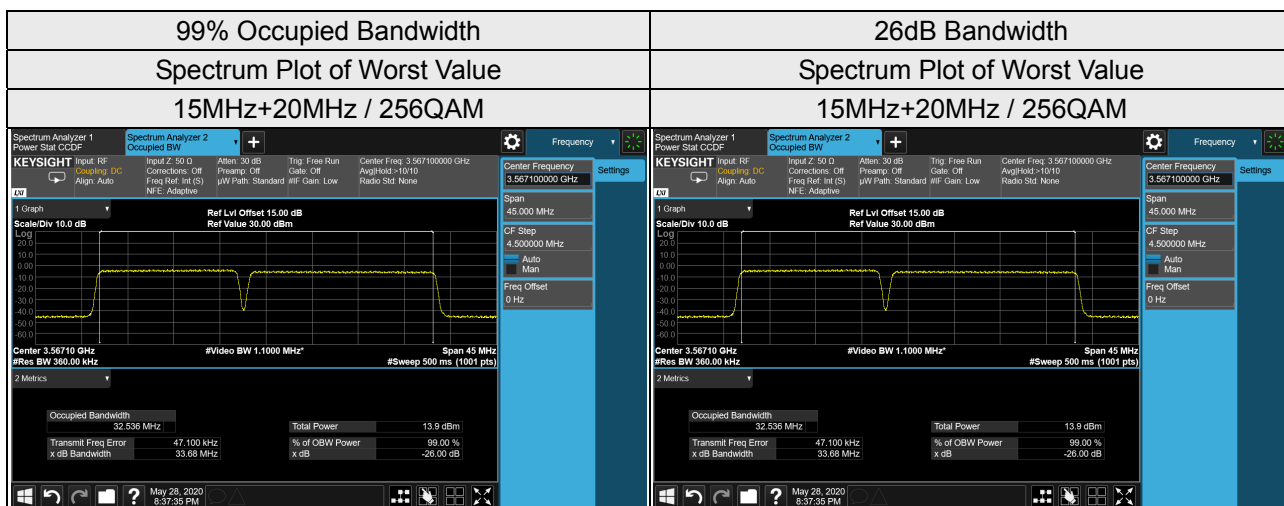 99% Occupied Bandwidth
26dB Bandwidth
Spectrum Plot of Worst Value
Spectrum Plot of Worst Value
15MHz+20MHz / 256QAM
15MHz+20MHz / 256QAM
Spectrum Analyzer 1
Power Stat CCDF
Spectrum Analyzer 2
Occupied BW
+
Frequency
KEYSIGHT
LXI
Input: RF
Coupling: DC
Align: Auto
Input Z: 50 Ω
Corrections: Off
Freq Ref: Int (S)
NFE: Adaptive
Atten: 30 dB
Preamp: Off
µW Path: Standard
Trig: Free Run
Gate: Off
#IF Gain: Low
Center Freq: 3.567100000 GHz
Avg|Hold:>10/10
Radio Std: None
Center Frequency
3.567100000 GHz
Settings
Span
45.000 MHz
CF Step
4.500000 MHz
Auto
Man
Freq Offset
0 Hz
1 Graph
Scale/Div 10.0 dB
Ref Lvl Offset 15.00 dB
Ref Value 30.00 dBm
Log
20.0
10.0
0.00
-10.0
-20.0
-30.0
-40.0
-50.0
-60.0
Center 3.56710 GHz
#Res BW 360.00 kHz
#Video BW 1.1000 MHz*
Span 45 MHz
#Sweep 500 ms (1001 pts)
2 Metrics
Occupied Bandwidth
32.536 MHz
Total Power 13.9 dBm
Transmit Freq Error 47.100 kHz
% of OBW Power 99.00 %
x dB Bandwidth 33.68 MHz
x dB -26.00 dB
?
May 28, 2020
8:37:35 PM
Spectrum Analyzer 1
Power Stat CCDF
Spectrum Analyzer 2
Occupied BW
+
Frequency
KEYSIGHT
LXI
Input: RF
Coupling: DC
Align: Auto
Input Z: 50 Ω
Corrections: Off
Freq Ref: Int (S)
NFE: Adaptive
Atten: 30 dB
Preamp: Off
µW Path: Standard
Trig: Free Run
Gate: Off
#IF Gain: Low
Center Freq: 3.567100000 GHz
Avg|Hold:>10/10
Radio Std: None
Center Frequency
3.567100000 GHz
Settings
Span
45.000 MHz
CF Step
4.500000 MHz
Auto
Man
Freq Offset
0 Hz
1 Graph
Scale/Div 10.0 dB
Ref Lvl Offset 15.00 dB
Ref Value 30.00 dBm
Log
20.0
10.0
0.00
-10.0
-20.0
-30.0
-40.0
-50.0
-60.0
Center 3.56710 GHz
#Res BW 360.00 kHz
#Video BW 1.1000 MHz*
Span 45 MHz
#Sweep 500 ms (1001 pts)
2 Metrics
Occupied Bandwidth
32.536 MHz
Total Power 13.9 dBm
Transmit Freq Error 47.100 kHz
% of OBW Power 99.00 %
x dB Bandwidth 33.68 MHz
x dB -26.00 dB
?
May 28, 2020
8:37:35 PM